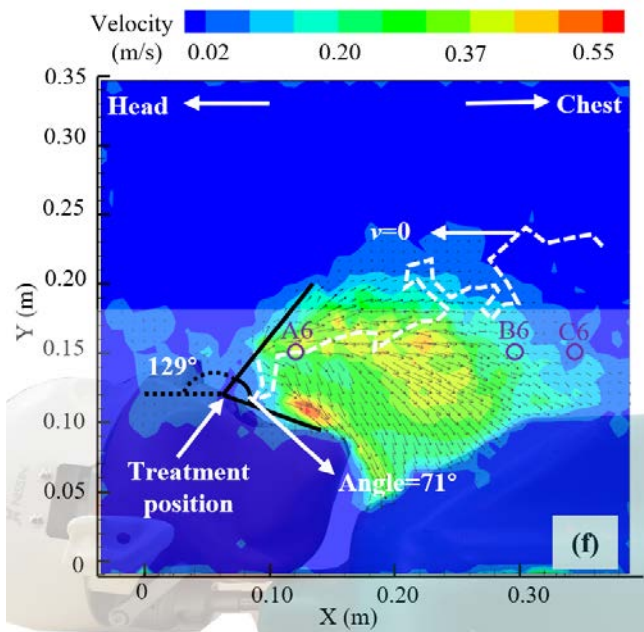 Velocity
(m/s)
0.02 0.20 0.37 0.55
0.35
0.30
0.25
0.20
0.15
0.10
0.05
0
Y (m)
Head
Chest
v=0
A6
B6
C6
129°
Treatment
position
Angle=71°
(f)
0 0.10 0.20 0.30
X (m)